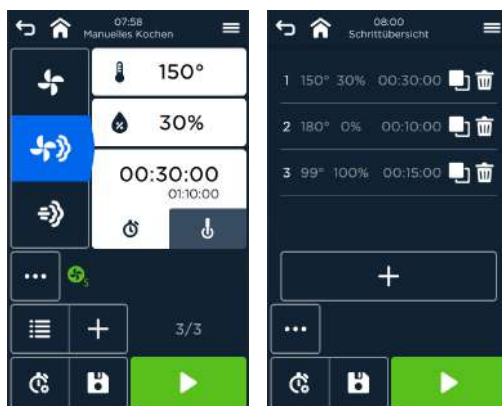 07:58
Manuelles Kochen
150°
30%
00:30:00
01:10:00
S
3/3
08:00
Schrittübersicht
1 150° 30% 00:30:00
2 180° 0% 00:10:00
3 99° 100% 00:15:00